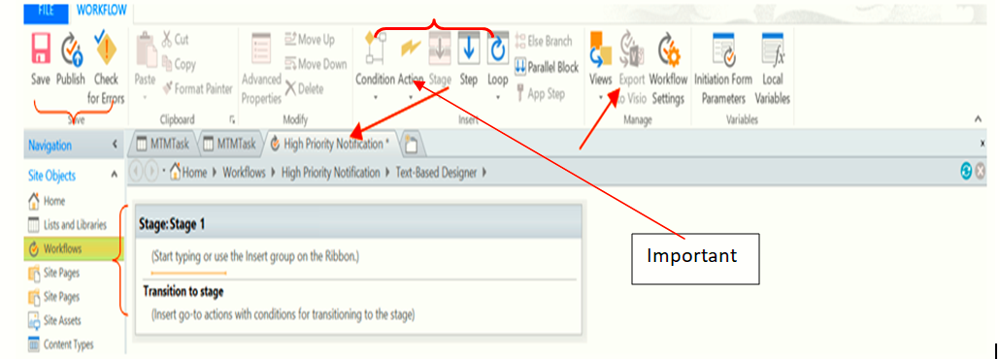 FILE WORKFLOW
Save Publish Check for Errors
Save
Paste Cut
Copy
Format Painter
Clipboard
Advanced Properties
Move Up
Move Down
Delete
Modify
Condition Action Stage Step Loop
Else Branch
Parallel Block
App Step
Insert
Views Export to Visio Workflow Settings
Manage
Initiation Form Parameters Local Variables
Variables
Navigation
MTMTask MTMTask High Priority Notification *
Site Objects
Home Workflows High Priority Notification Text-Based Designer
Home
Lists and Libraries
Workflows
Site Pages
Site Pages
Site Assets
Content Types
Stage: Stage 1
(Start typing or use the Insert group on the Ribbon.)
Transition to stage
(Insert go-to actions with conditions for transitioning to the stage)
Important